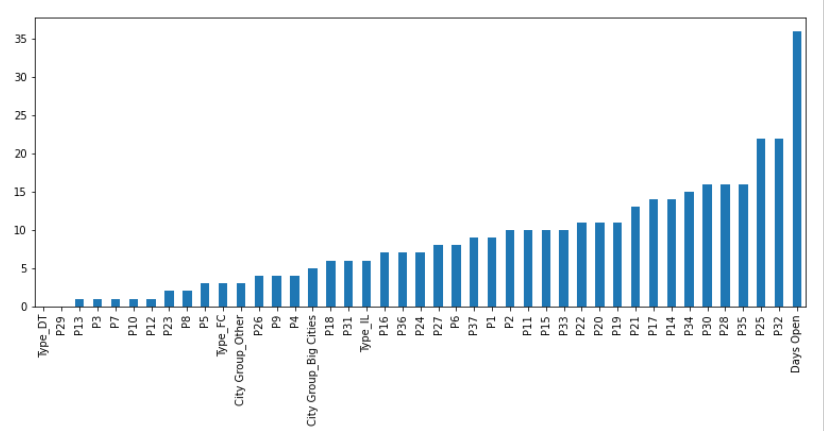 35
30
25
20
15
10
5
0
Type_DT
P29
P13
P3
P7
P10
P12
P23
P8
P5
Type_FC
City Group_Other
P26
P9
P4
City Group_Big Cities
P18
P31
Type_IL
P16
P36
P24
P27
P6
P37
P1
P2
P11
P15
P33
P22
P20
P19
P21
P17
P14
P34
P30
P28
P35
P25
P32
Days Open